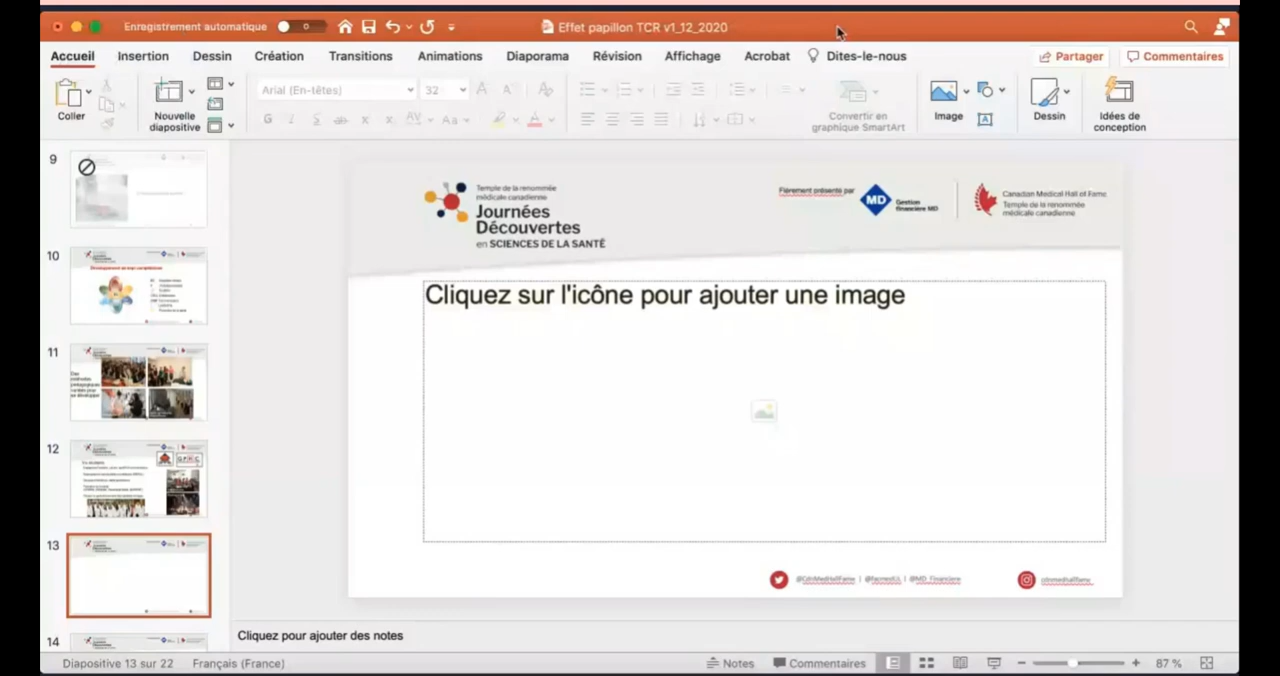 Enregistrement automatique
Effet papillon TCR v1_12_2020
Accueil Insertion Dessin Création Transitions Animations Diaporama Révision Affichage Acrobat Dites-le-nous Partager Commentaires
Coller
Nouvelle
diapositive
Arial (En-têtes) 32
Convertir en
graphique SmartArt
Image
Dessin
Idées de
conception
9
10
11
12
13
14
Temple de la renommée
médicale canadienne
Journées
Découvertes
en SCIENCES DE LA SANTÉ
Fièrement présenté par
MD
Gestion
financière MD
Canadian Medical Hall of Fame
Temple de la renommée
médicale canadienne
Cliquez sur l'icône pour ajouter une image
@CdnMedHallFame | @facmedUL | @MD_Financiere
cdnmedhallfame
Cliquez pour ajouter des notes
Diapositive 13 sur 22 Français (France) Notes Commentaires 87 %